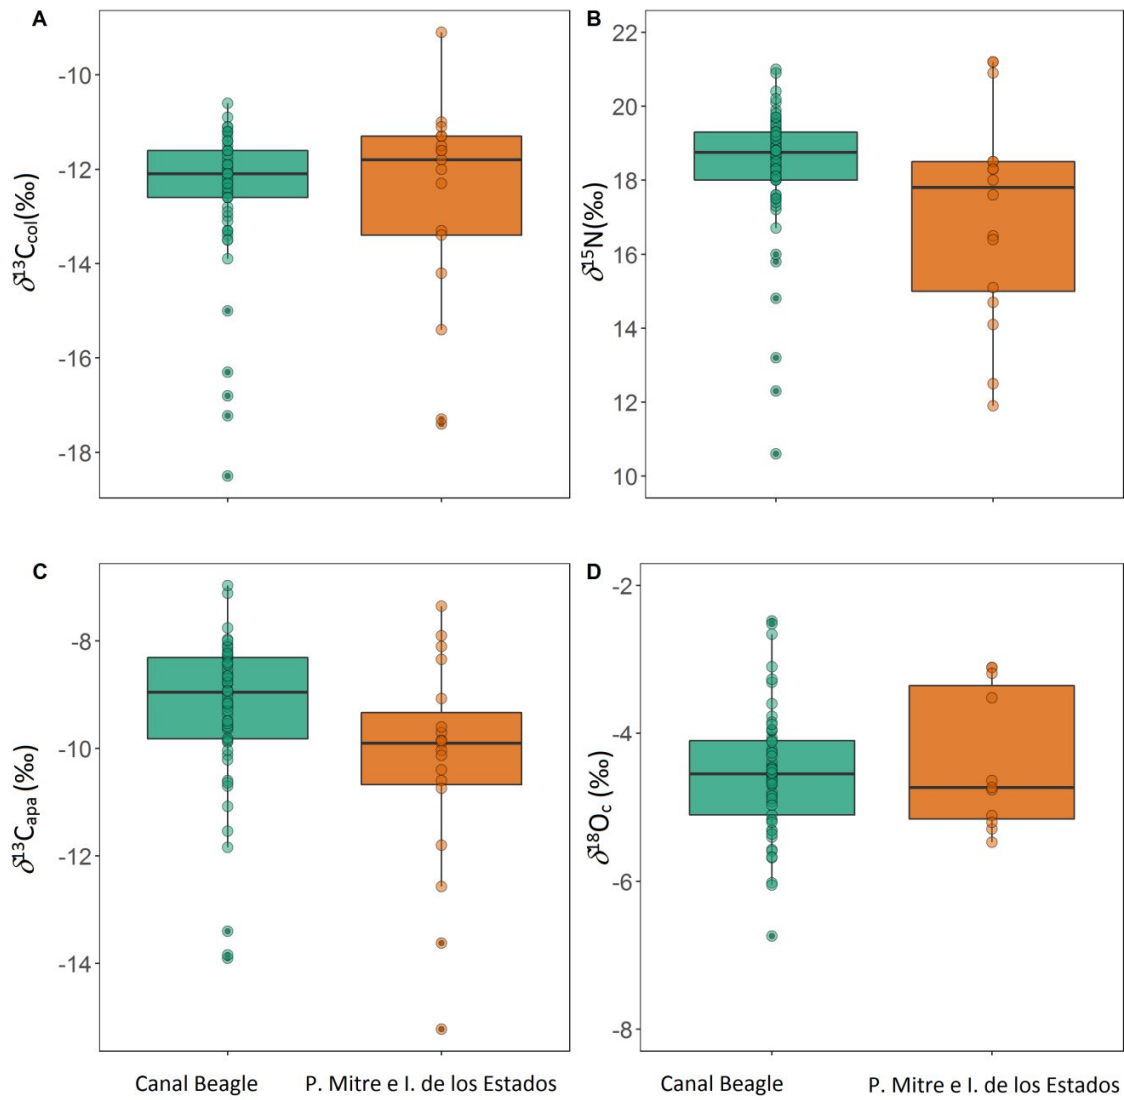 A
δ¹³Ccol(‰)
-10
-12
-14
-16
-18
B
δ¹⁵N(‰)
22
20
18
16
14
12
10
C
δ¹³Capa (‰)
-8
-10
-12
-14
Canal Beagle P. Mitre e I. de los Estados
D
δ¹⁸Oc (‰)
-2
-4
-6
-8
Canal Beagle P. Mitre e I. de los Estados